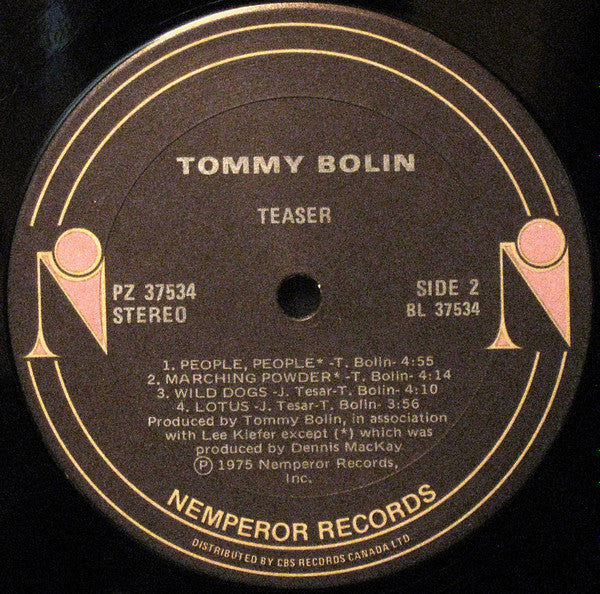 TOMMY BOLIN
TEASER
PZ 37534
STEREO
SIDE 2
BL 37534
1. PEOPLE, PEOPLE* -T. Bolin- 4:55
2. MARCHING POWDER* -T. Bolin- 4:14
3. WILD DOGS -J. Tesar-T. Bolin- 4:10
4. LOTUS -J. Tesar-T. Bolin- 3:56
Produced by Tommy Bolin, in association
with Lee Kiefer except (*) which was
produced by Dennis MacKay
Ⓟ 1975 Nemperor Records,
Inc.
NEMPEROR RECORDS
DISTRIBUTED BY CBS RECORDS CANADA LTD